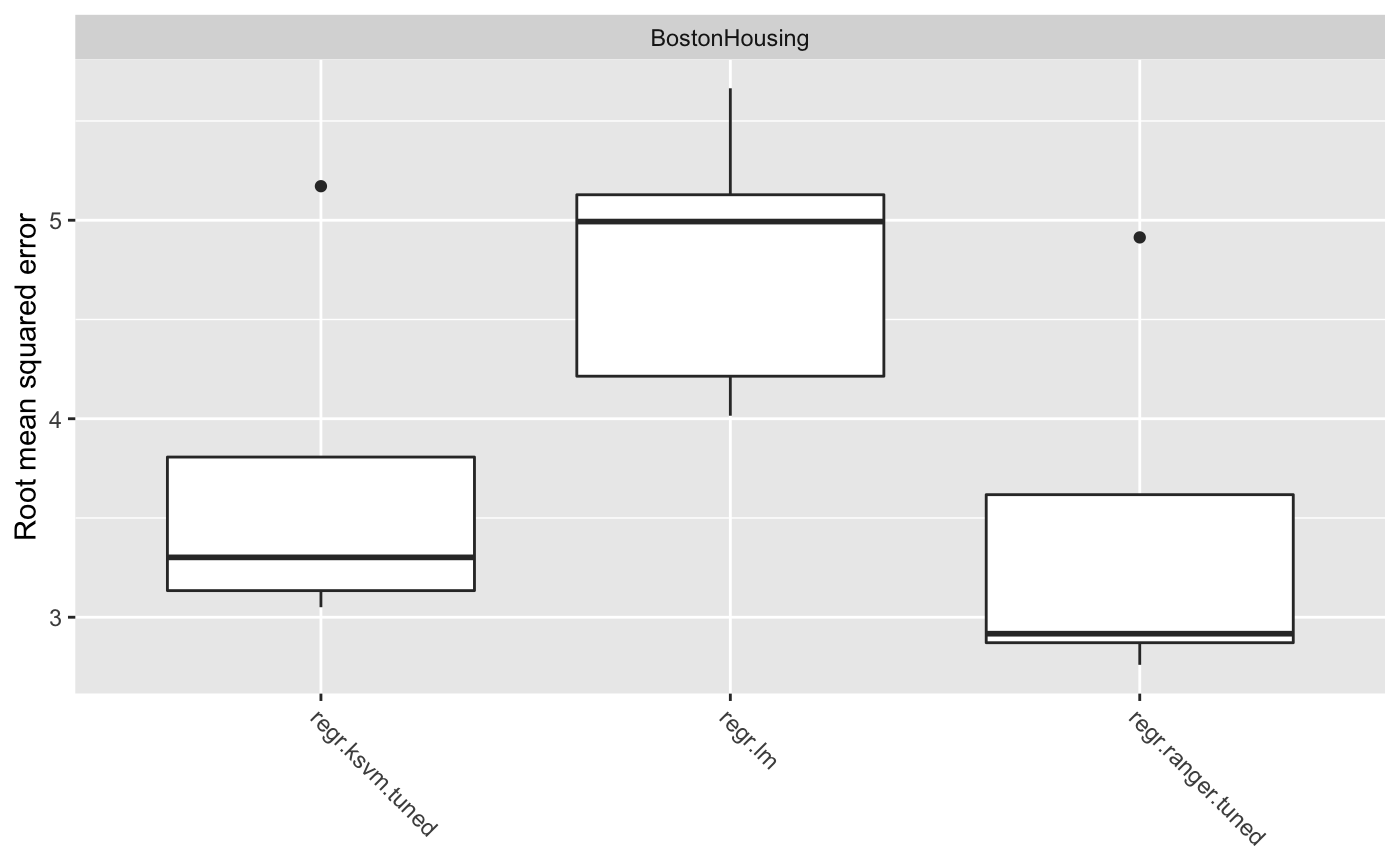 BostonHousing
Root mean squared error
5
4
3
regr.ksvm.tuned
regr.lm
regr.ranger.tuned